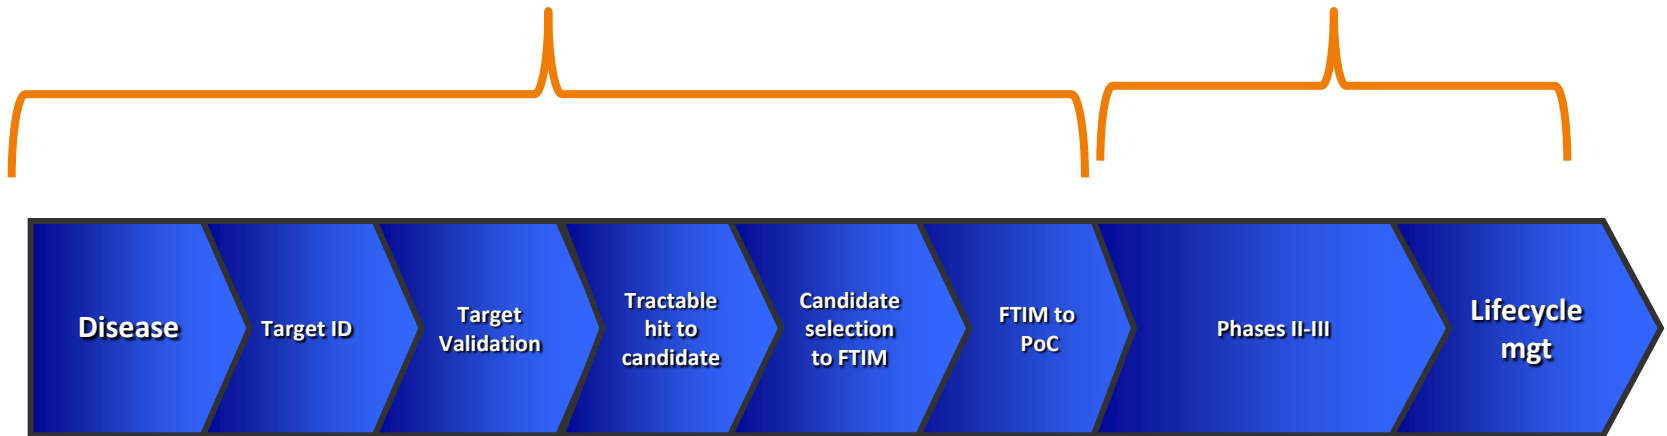 Disease
Target ID
Target
Validation
Tractable
hit to
candidate
Candidate
selection
to FTIM
FTIM to
PoC
Phases II-III
Lifecycle
mgt